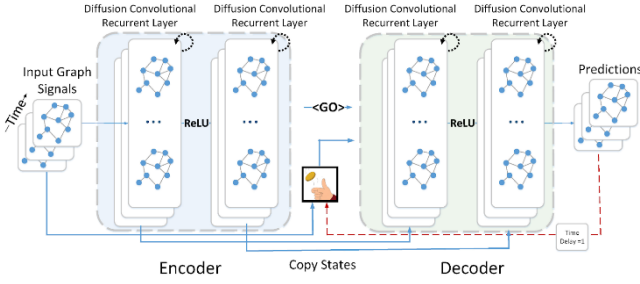 Diffusion Convolutional
Recurrent Layer
Diffusion Convolutional
Recurrent Layer
Diffusion Convolutional
Recurrent Layer
Diffusion Convolutional
Recurrent Layer
Input Graph
Signals
Time
...
ReLU
...
<GO>
...
ReLU
...
Predictions
Time
Delay =1
Encoder
Copy States
Decoder